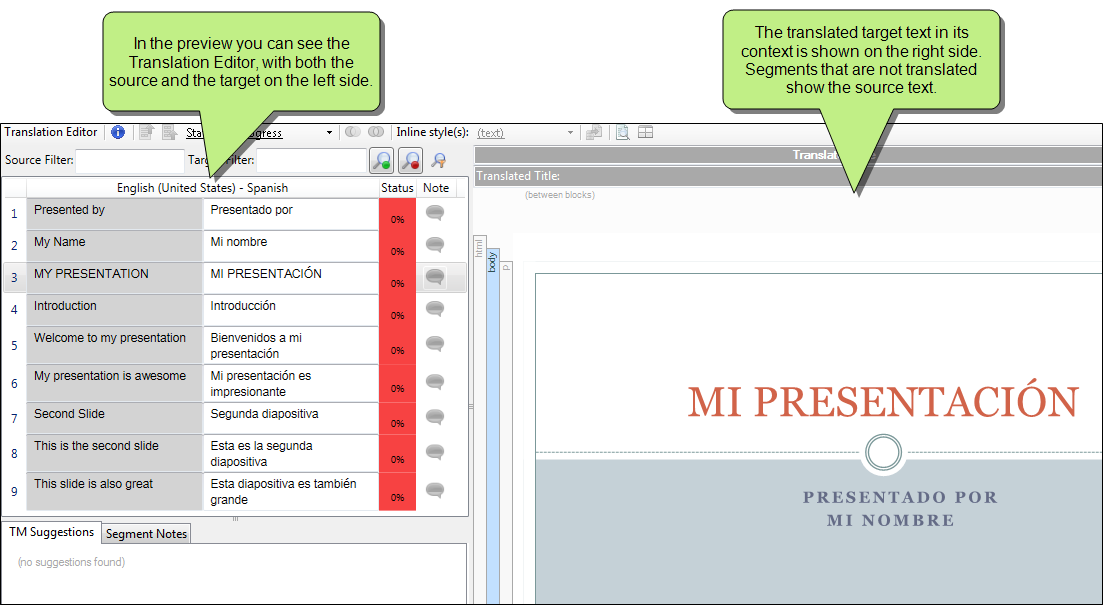 In the preview you can see the
Translation Editor, with both the
source and the target on the left side.
The translated target text in its
context is shown on the right side.
Segments that are not translated
show the source text.
Translation Editor
Inline style(s): (text)
Source Filter:
Filter:
Translated Title:
(between blocks)
English (United States) - Spanish Status Note
1 Presented by Presentado por 0%
2 My Name Mi nombre 0%
3 MY PRESENTATION MI PRESENTACIÓN 0%
4 Introduction Introducción 0%
5 Welcome to my presentation Bienvenidos a mi
presentación 0%
6 My presentation is awesome Mi presentación es
impresionante 0%
7 Second Slide Segunda diapositiva 0%
8 This is the second slide Esta es la segunda
diapositiva 0%
9 This slide is also great Esta diapositiva es también
grande 0%
TM Suggestions Segment Notes
(no suggestions found)
html
body
p
MI PRESENTACIÓN
PRESENTADO POR
MI NOMBRE